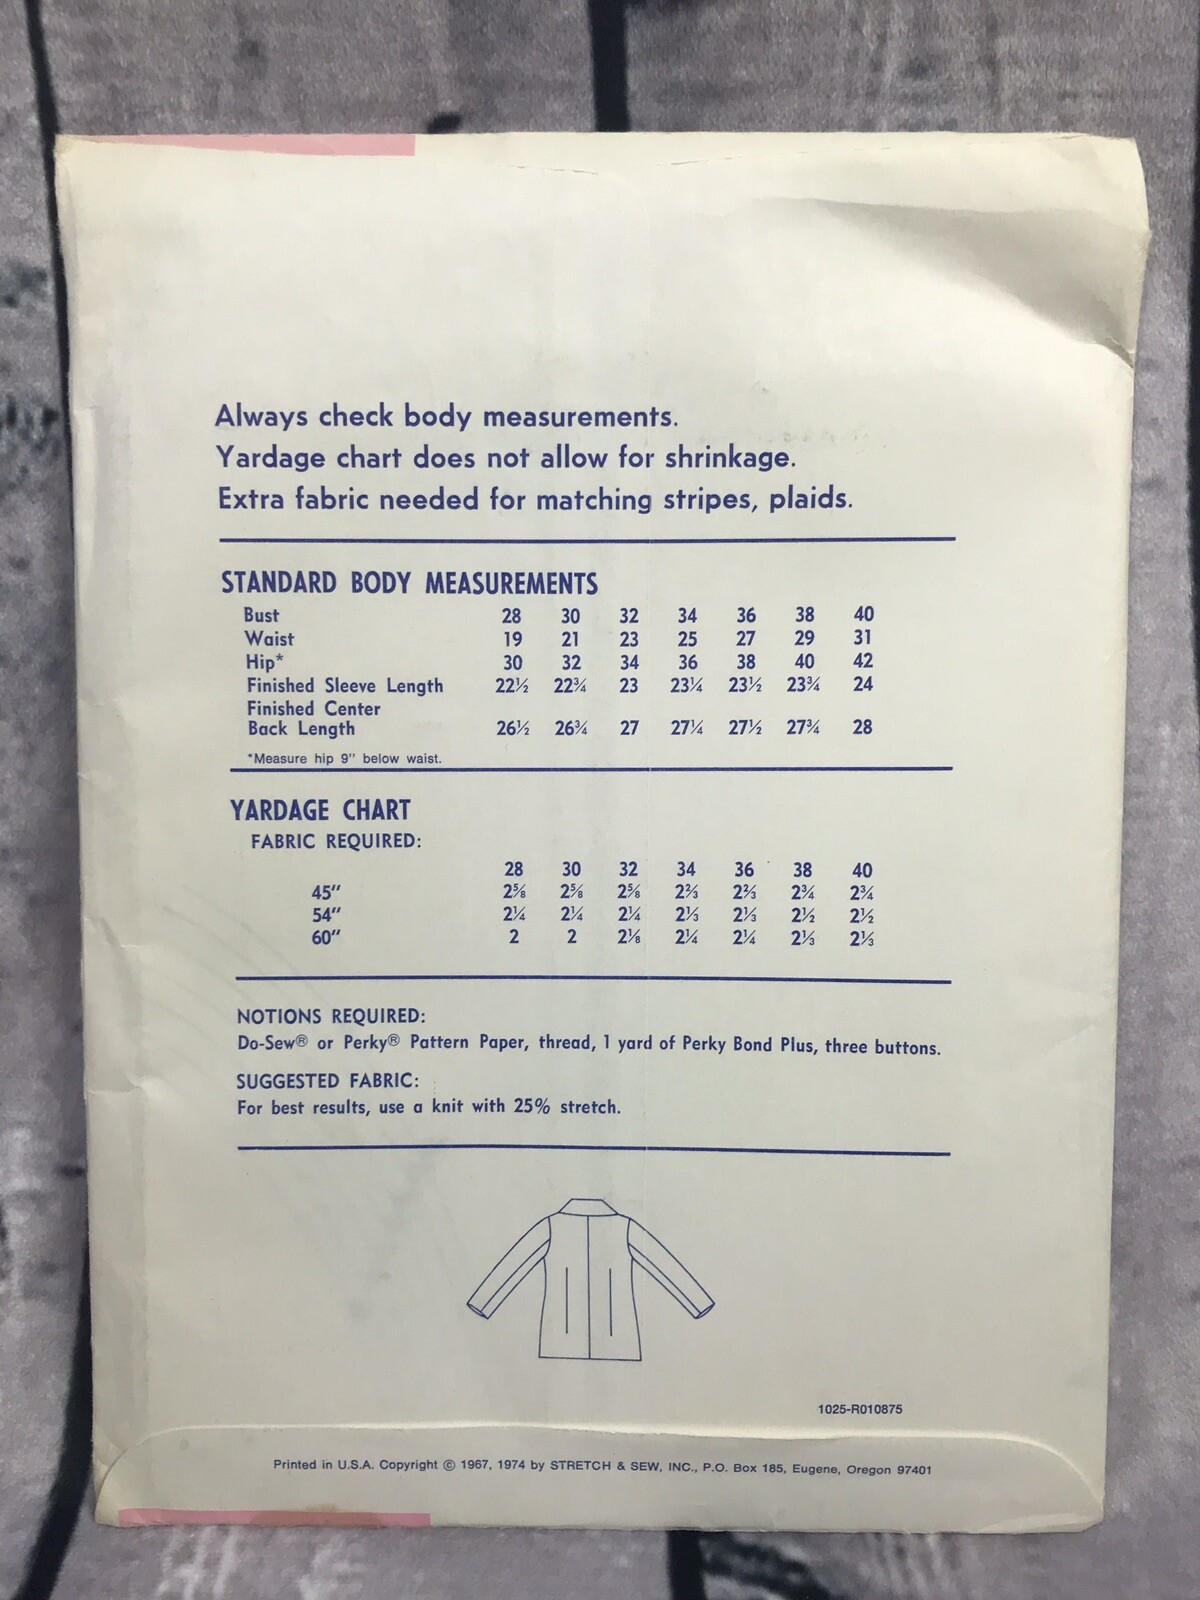 Always check body measurements.
Yardage chart does not allow for shrinkage.
Extra fabric needed for matching stripes, plaids.
STANDARD BODY MEASUREMENTS
Bust 28 30 32 34 36 38 40
Waist 19 21 23 25 27 29 31
Hip* 30 32 34 36 38 40 42
Finished Sleeve Length 22½ 22¾ 23 23¼ 23½ 23¾ 24
Finished Center
Back Length 26½ 26¾ 27 27¼ 27½ 27¾ 28
*Measure hip 9" below waist.
YARDAGE CHART
FABRIC REQUIRED:
28 30 32 34 36 38 40
45" 2⅝ 2⅝ 2⅝ 2⅔ 2⅔ 2¾ 2¾
54" 2¼ 2¼ 2¼ 2⅓ 2⅓ 2½ 2½
60" 2 2 2⅛ 2¼ 2¼ 2⅓ 2⅓
NOTIONS REQUIRED:
Do-Sew® or Perky® Pattern Paper, thread, 1 yard of Perky Bond Plus, three buttons.
SUGGESTED FABRIC:
For best results, use a knit with 25% stretch.
1025-R010875
Printed in U.S.A. Copyright © 1967, 1974 by STRETCH & SEW, INC., P.O. Box 185, Eugene, Oregon 97401